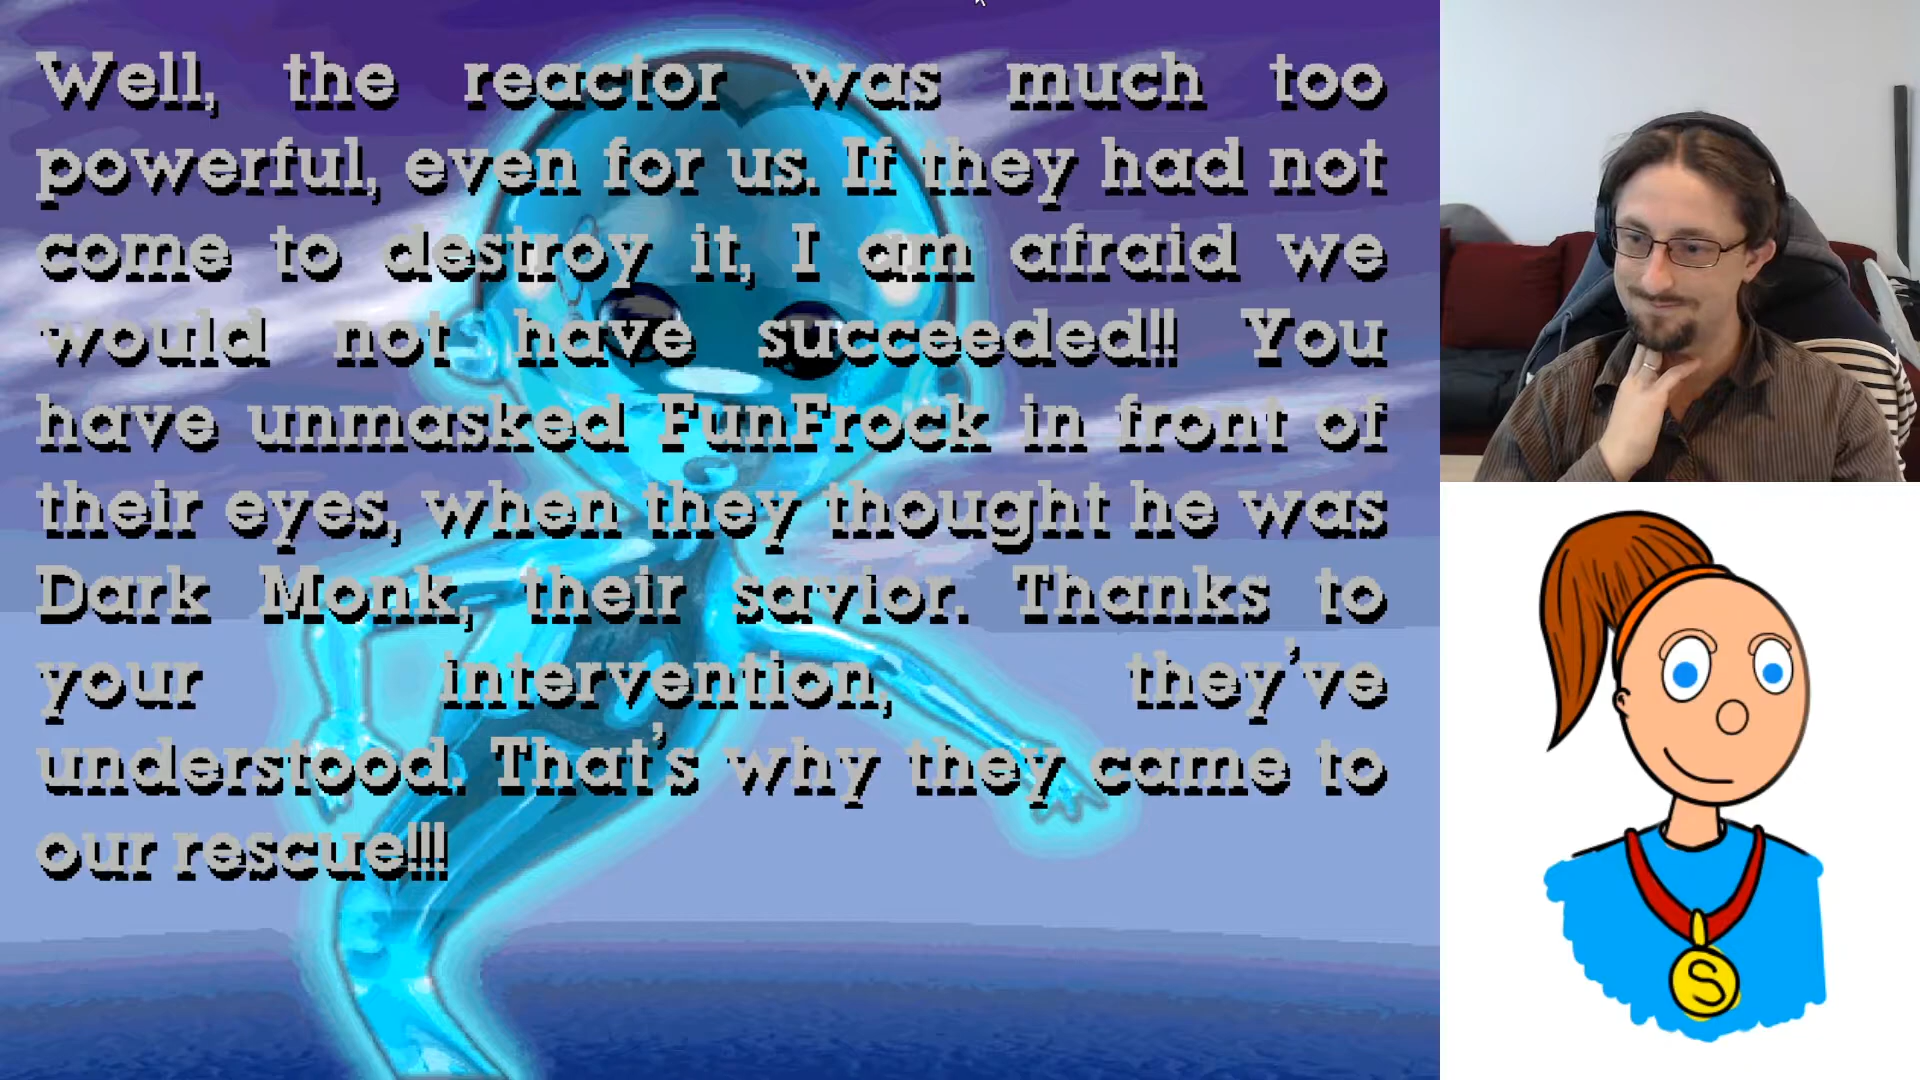 Well, the reactor was much too
powerful, even for us. If they had not
come to destroy it, I am afraid we
would not have succeeded!! You
have unmasked FunFrock in front of
their eyes, when they thought he was
Dark Monk, their savior. Thanks to
your intervention, they've
understood. That's why they came to
our rescue!!!
S